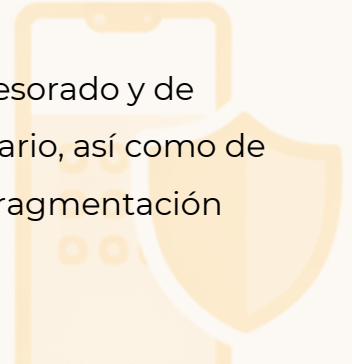 esorado y de
ario, así como de
ragmentación